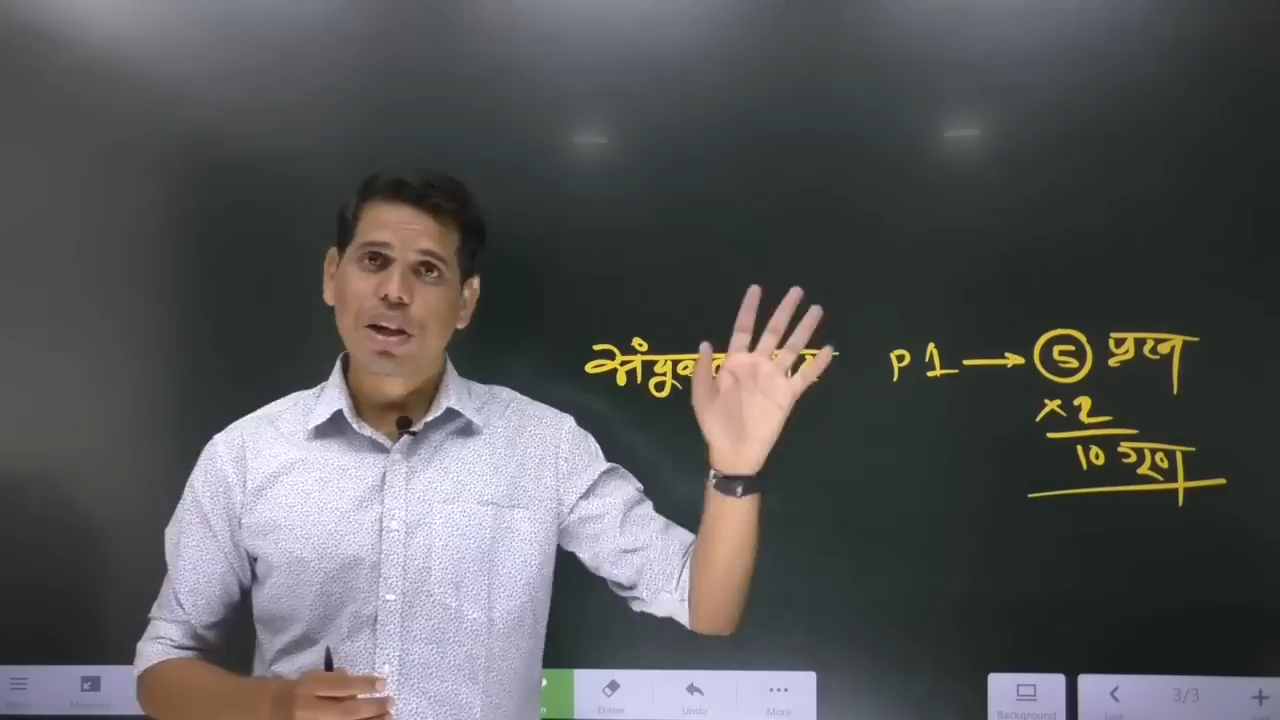 संयुक्त P 1 → 5 प्रश्न
× 2
10 गुण
Eraser
Undo
More
Background
3/3